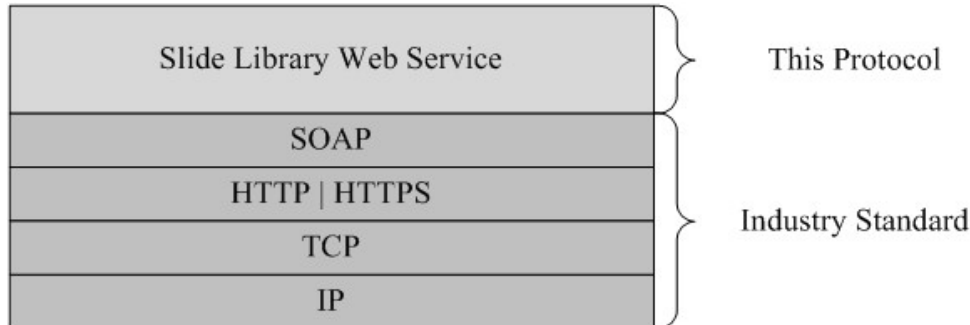 Slide Library Web Service
This Protocol
SOAP
HTTP | HTTPS
TCP
IP
Industry Standard